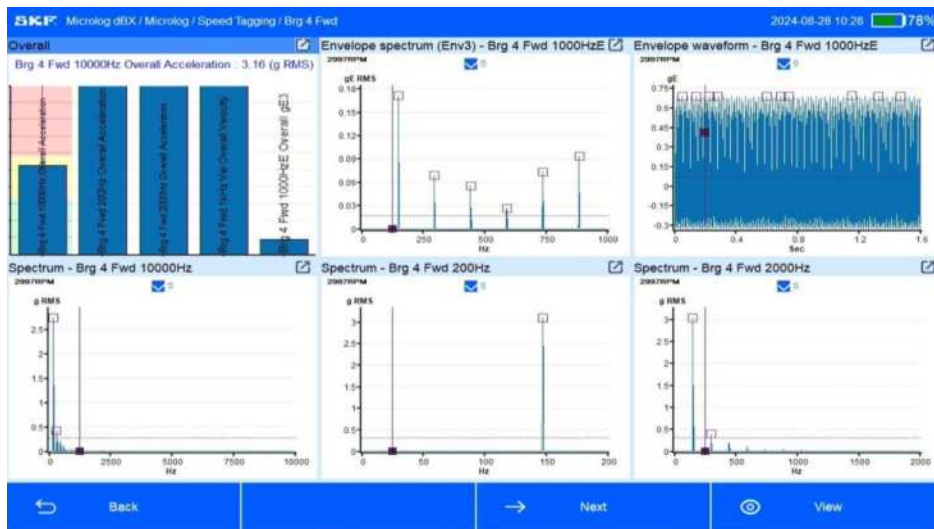 SKF Microlog dBX / Microlog / Speed Tagging / Brg 4 Fwd 2024-08-28 10:28 78%
Overall
Brg 4 Fwd 10000Hz Overall Acceleration : 3.16 (g RMS)
Brg 4 Fwd 10000Hz Overall Acceleration
Brg 4 Fwd 200Hz Overall Acceleration
Brg 4 Fwd 2000Hz Overall Acceleration
Brg 4 Fwd 1kHz Vel Overall Velocity
Brg 4 Fwd 1000HzE Overall gE3
Envelope spectrum (Env3) - Brg 4 Fwd 1000HzE
2997RPM
S
gE RMS
0.18
0.15
0.12
0.09
0.06
0.03
0
0 250 500 750 1000
Hz
Envelope waveform - Brg 4 Fwd 1000HzE
2997RPM
S
gE
0.75
0.45
0.15
0
-0.15
-0.3
0 0.4 0.8 1.2 1.6
Sec
Spectrum - Brg 4 Fwd 10000Hz
2997RPM
S
g RMS
2.5
2
1.5
1
0.5
0
0 2500 5000 7500 10000
Hz
Spectrum - Brg 4 Fwd 200Hz
2997RPM
S
g RMS
3
2.5
2
1.5
1
0.5
0
0 50 100 150 200
Hz
Spectrum - Brg 4 Fwd 2000Hz
2997RPM
S
g RMS
3
2.5
2
1.5
1
0.5
0
0 500 1000 1500 2000
Hz
Back
Next
View